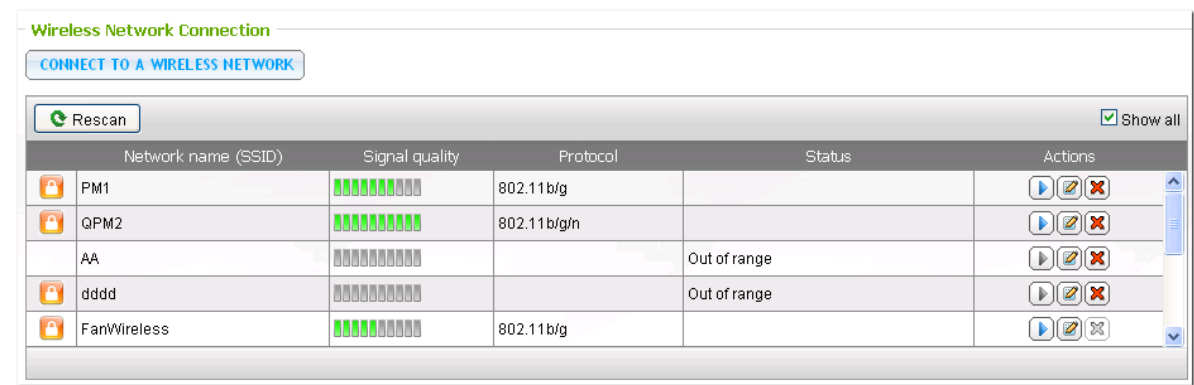 Wireless Network Connection
CONNECT TO A WIRELESS NETWORK
Rescan Show all
Network name (SSID) Signal quality Protocol Status Actions
PM1 802.11b/g
QPM2 802.11b/g/n
AA Out of range
dddd Out of range
FanWireless 802.11b/g